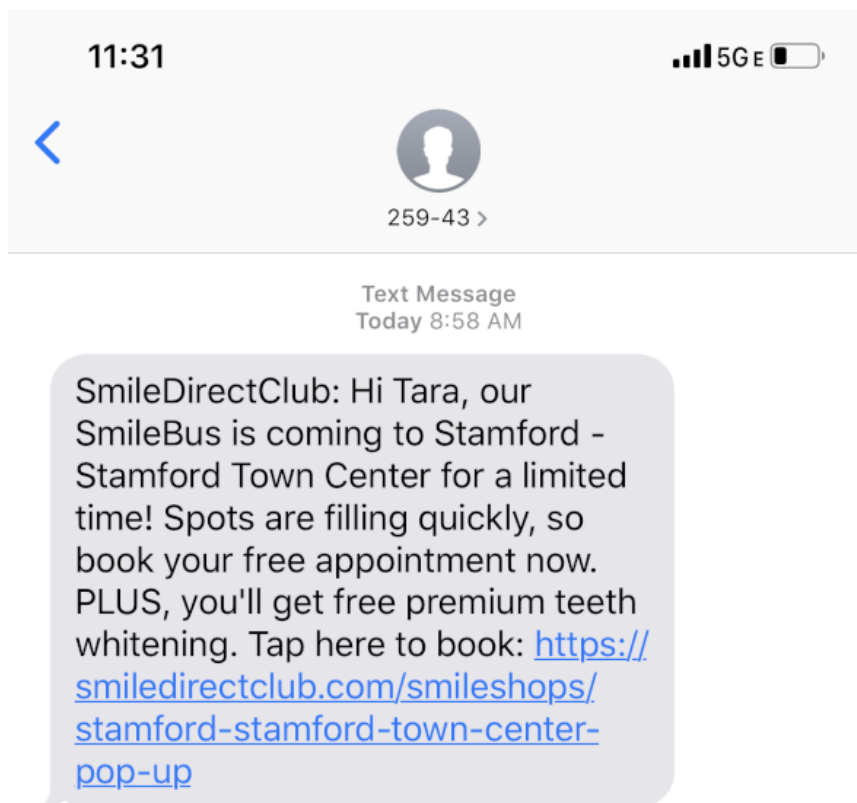 11:31 5G E
259-43 >
Text Message
Today 8:58 AM
SmileDirectClub: Hi Tara, our
SmileBus is coming to Stamford -
Stamford Town Center for a limited
time! Spots are filling quickly, so
book your free appointment now.
PLUS, you'll get free premium teeth
whitening. Tap here to book: https://
smiledirectclub.com/smileshops/
stamford-stamford-town-center-
pop-up